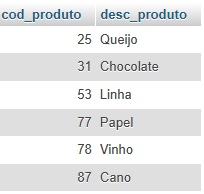 cod_produto desc_produto
25 Queijo
31 Chocolate
53 Linha
77 Papel
78 Vinho
87 Cano